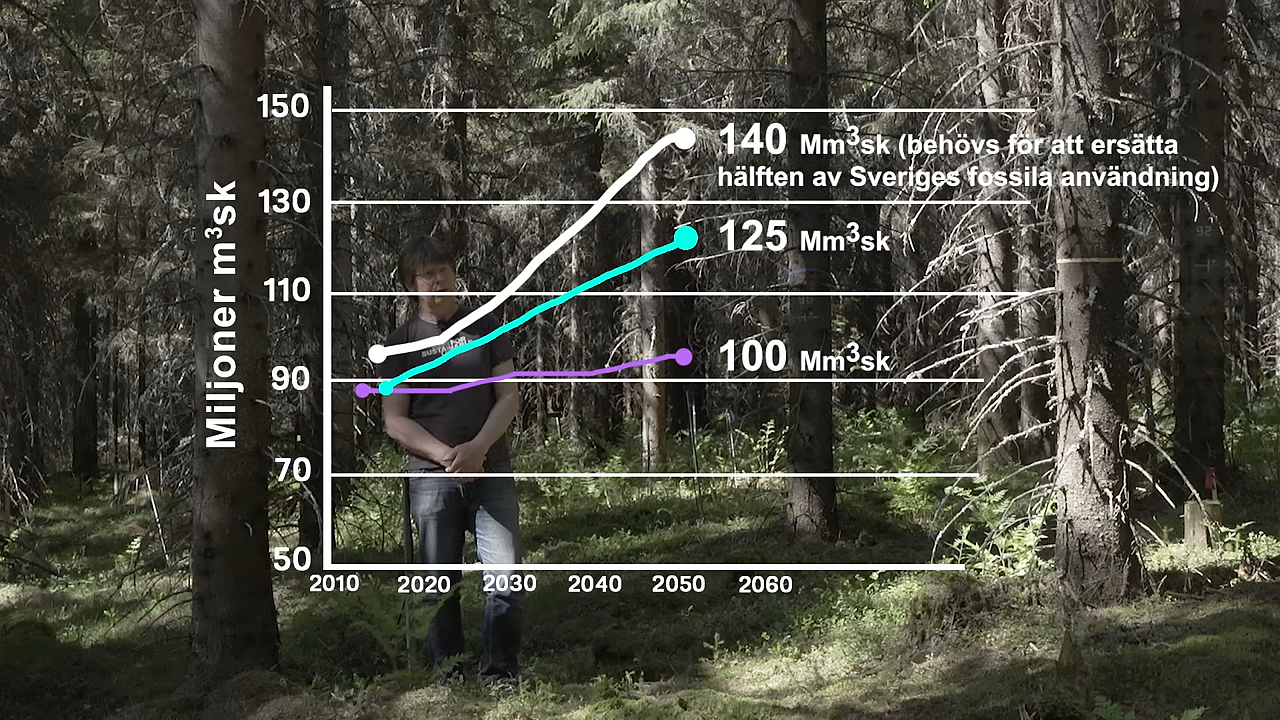 150
140 Mm³sk (behövs för att ersätta
hälften av Sveriges fossila användning)
130
125 Mm³sk
110
100 Mm³sk
90
70
50
Miljoner m³sk
2010 2020 2030 2040 2050 2060
FOR